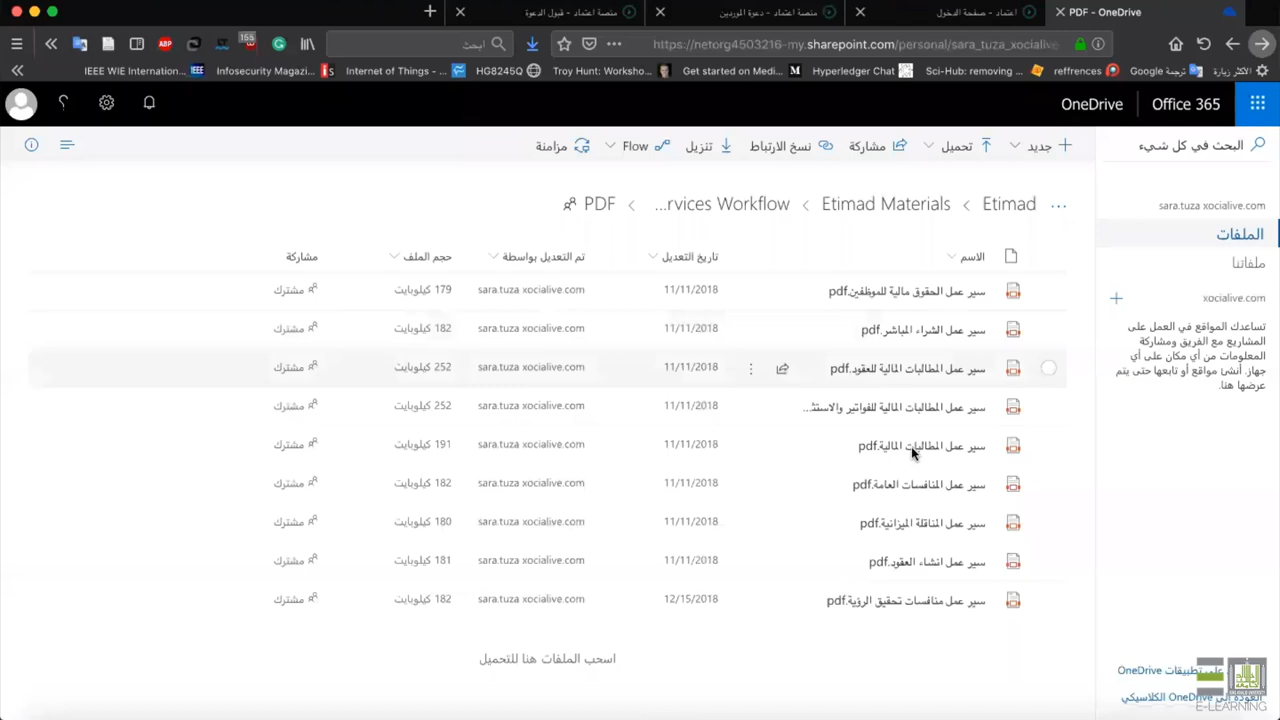 PDF - OneDrive
اعتماد - صفحة الدخول
منصة اعتماد - دعوة الموردين
منصة اعتماد - قبول الدعوة
https://netorg4503216-my.sharepoint.com/personal/sara_tuza_xocialive
ابحث
155
ABP
الأكثر زيارة
ترجمة Google
reffrences
Sci-Hub: removing ...
Hyperledger Chat
Get started on Medi...
Troy Hunt: Worksho...
HG8245Q
Internet of Things - ...
Infosecurity Magazi...
IEEE WIE Internation...
Office 365
OneDrive
البحث في كل شيء
جديد
تحميل
مشاركة
نسخ الارتباط
تنزيل
Flow
مزامنة
sara.tuza xocialive.com
الملفات
ملفاتنا
xocialive.com
تساعدك المواقع في العمل على
المشاريع مع الفريق ومشاركة
المعلومات من أي مكان على أي
جهاز. أنشئ مواقع أو تابعها حتى يتم
عرضها هنا.
... Etimad > Etimad Materials > ...rvices Workflow > PDF
الاسم تاريخ التعديل تم التعديل بواسطة حجم الملف مشاركة
سير عمل الحقوق مالية للموظفين.pdf 11/11/2018 sara.tuza xocialive.com 179 كيلوبايت مشترك
سير عمل الشراء المباشر.pdf 11/11/2018 sara.tuza xocialive.com 182 كيلوبايت مشترك
سير عمل المطالبات المالية للعقود.pdf 11/11/2018 sara.tuza xocialive.com 252 كيلوبايت مشترك
سير عمل المطالبات المالية للفواتير والاستث... 11/11/2018 sara.tuza xocialive.com 252 كيلوبايت مشترك
سير عمل المطالبات المالية.pdf 11/11/2018 sara.tuza xocialive.com 191 كيلوبايت مشترك
سير عمل المنافسات العامة.pdf 11/11/2018 sara.tuza xocialive.com 182 كيلوبايت مشترك
سير عمل المناقلة الميزانية.pdf 11/11/2018 sara.tuza xocialive.com 180 كيلوبايت مشترك
سير عمل انشاء العقود.pdf 11/11/2018 sara.tuza xocialive.com 181 كيلوبايت مشترك
سير عمل منافسات تحقيق الرؤية.pdf 12/15/2018 sara.tuza xocialive.com 182 كيلوبايت مشترك
اسحب الملفات هنا للتحميل
على تطبيقات OneDrive
العودة إلى OneDrive الكلاسيكي
E-LEARNING